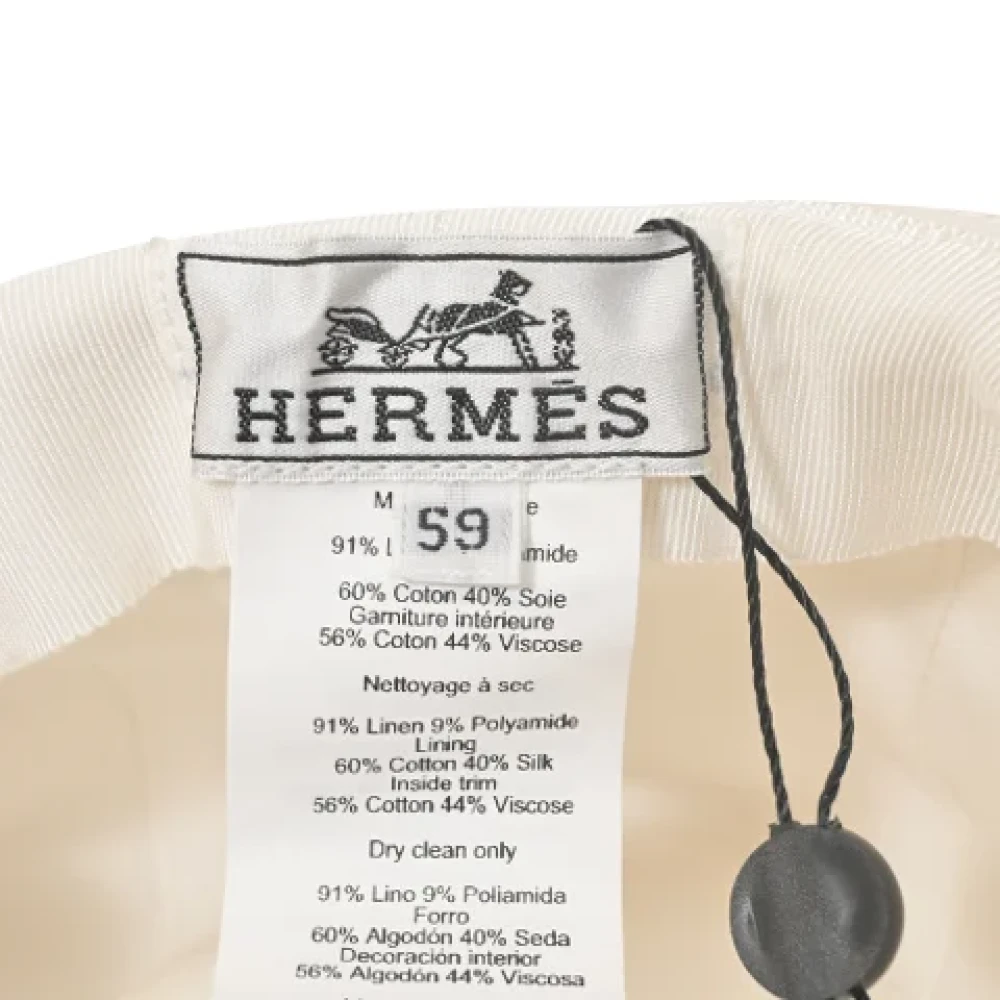 HERMÈS
59
M e
91% L mide
60% Coton 40% Soie
Garniture intérieure
56% Coton 44% Viscose
Nettoyage à sec
91% Linen 9% Polyamide
Lining
60% Cotton 40% Silk
Inside trim
56% Cotton 44% Viscose
Dry clean only
91% Lino 9% Poliamida
Forro
60% Algodón 40% Seda
Decoración interior
56% Algodón 44% Viscosa